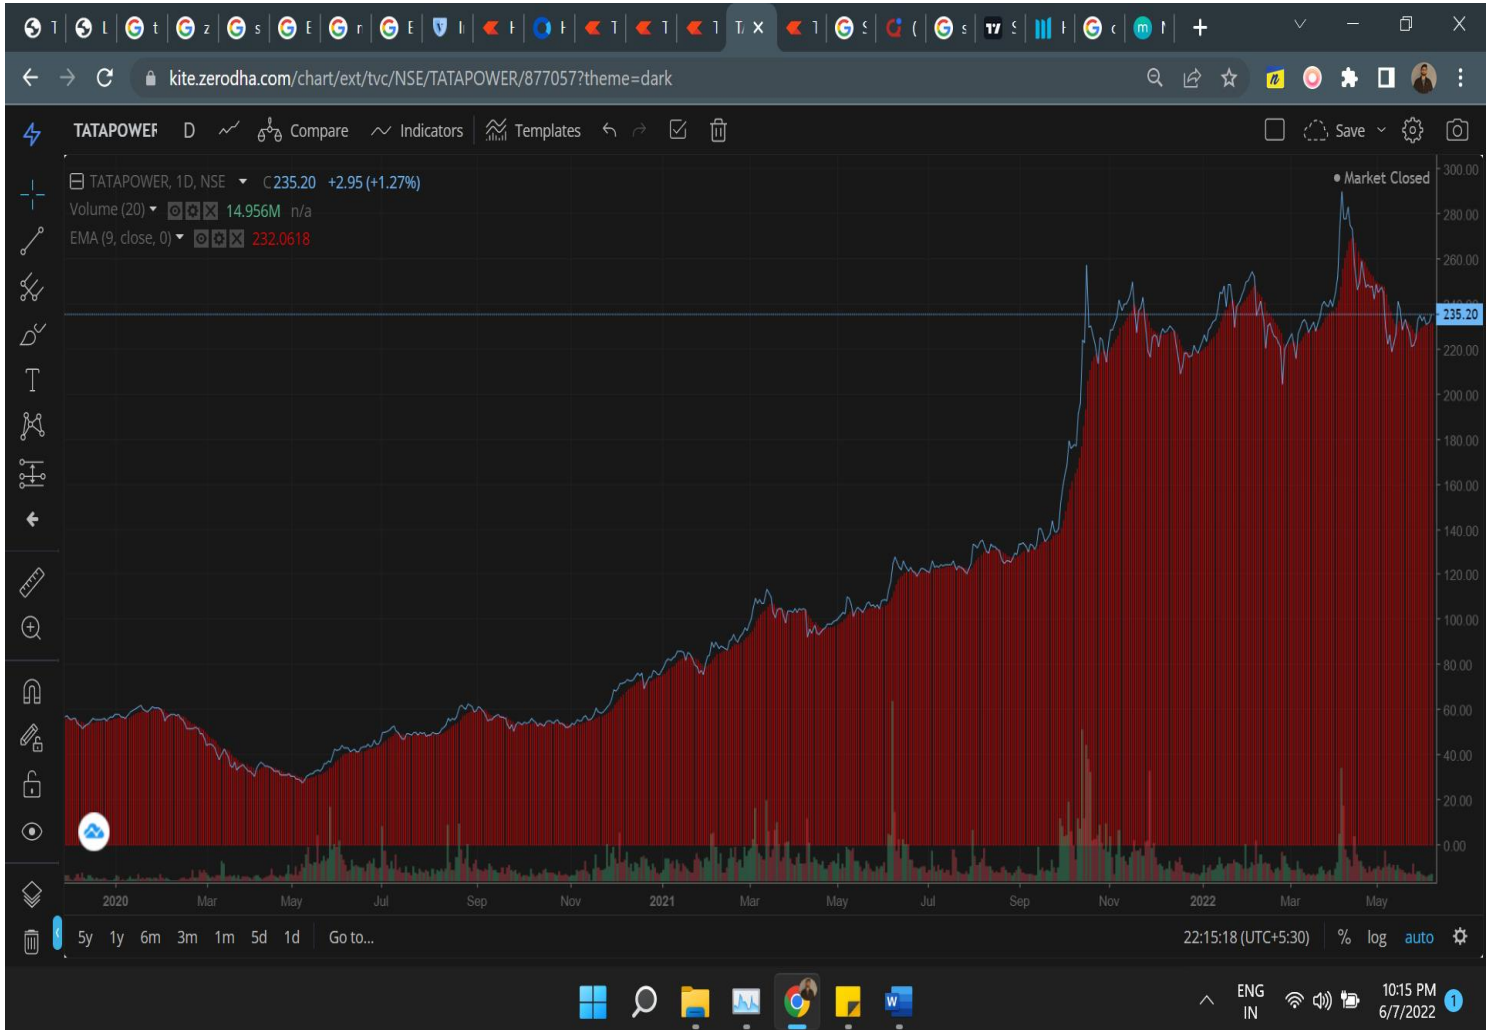 T L t z s E r E I H H T T T T T S ( s S H c M
kite.zerodha.com/chart/ext/tvc/NSE/TATAPOWER/877057?theme=dark
TATAPOWER D Compare Indicators Templates Save
TATAPOWER, 1D, NSE C235.20 +2.95 (+1.27%)
Market Closed
Volume (20) 14.956M n/a
EMA (9, close, 0) 232.0618
300.00
280.00
260.00
240.00
235.20
220.00
200.00
180.00
160.00
140.00
120.00
100.00
80.00
60.00
40.00
20.00
0.00
2020 Mar May Jul Sep Nov 2021 Mar May Jul Sep Nov 2022 Mar May
5y 1y 6m 3m 1m 5d 1d Go to... 22:15:18 (UTC+5:30) % log auto
ENG
IN
10:15 PM
6/7/2022
1